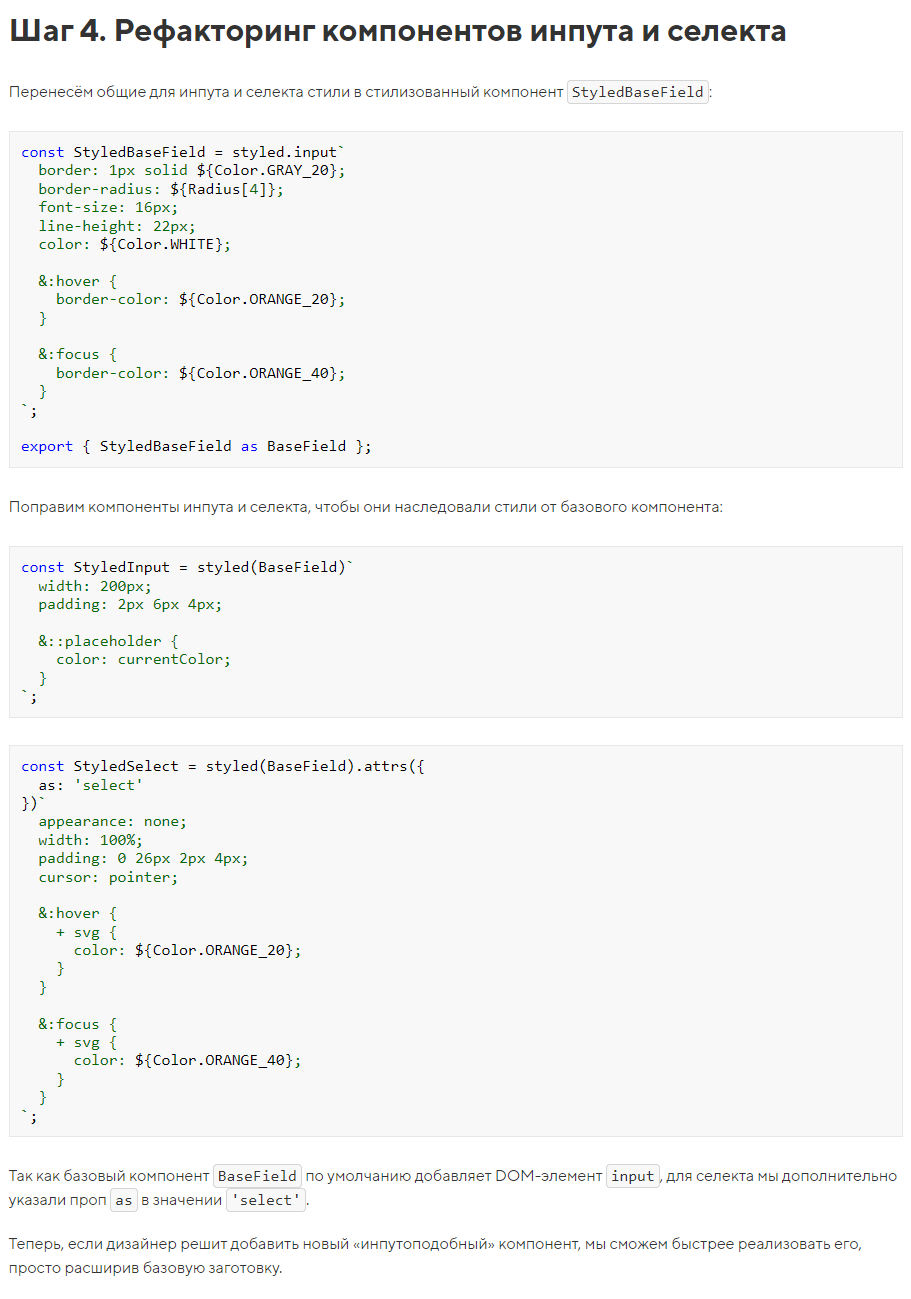 Шаг 4. Рефакторинг компонентов инпута и селекта
Перенесём общие для инпута и селекта стили в стилизованный компонент StyledBaseField:
const StyledBaseField = styled.input`
  border: 1px solid ${Color.GRAY_20};
  border-radius: ${Radius[4]};
  font-size: 16px;
  line-height: 22px;
  color: ${Color.WHITE};
  &:hover {
    border-color: ${Color.ORANGE_20};
  }
  &:focus {
    border-color: ${Color.ORANGE_40};
  }
`;
export { StyledBaseField as BaseField };
Поправим компоненты инпута и селекта, чтобы они наследовали стили от базового компонента:
const StyledInput = styled(BaseField)`
  width: 200px;
  padding: 2px 6px 4px;
  &::placeholder {
    color: currentColor;
  }
`;
const StyledSelect = styled(BaseField).attrs({
  as: 'select'
})`
  appearance: none;
  width: 100%;
  padding: 0 26px 2px 4px;
  cursor: pointer;
  &:hover {
    + svg {
      color: ${Color.ORANGE_20};
    }
  }
  &:focus {
    + svg {
      color: ${Color.ORANGE_40};
    }
  }
`;
Так как базовый компонент BaseField по умолчанию добавляет DOM-элемент input, для селекта мы дополнительно
указали проп as в значении 'select'.
Теперь, если дизайнер решит добавить новый «инпутоподобный» компонент, мы сможем быстрее реализовать его,
просто расширив базовую заготовку.